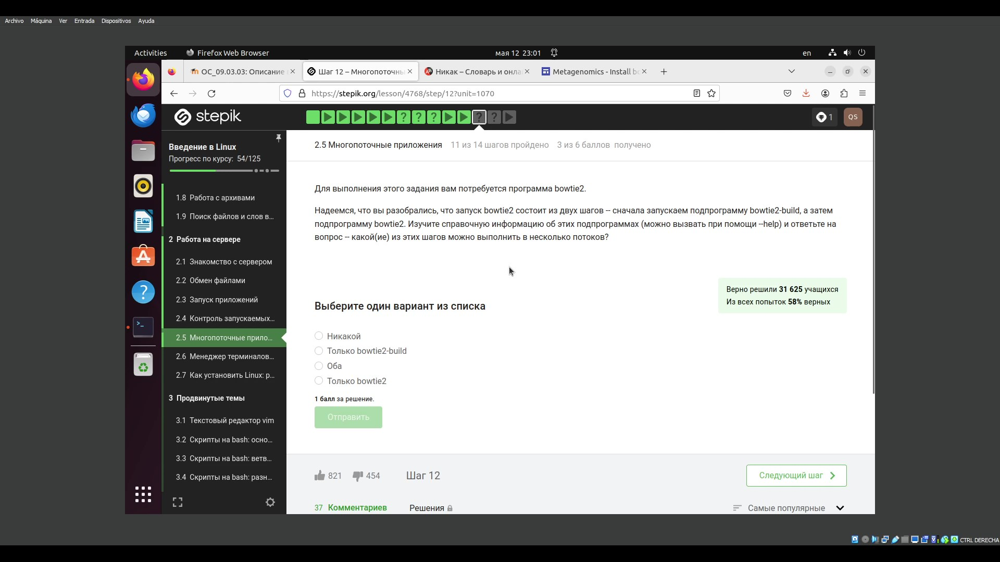 Archivo Máquina Ver Entrada Dispositivos Ayuda
Activities Firefox Web Browser мая 12 23:01 en
ОС_09.03.03: Описание Шаг 12 – Многопоточны Никак – Словарь и онла Metagenomics - Install bo
https://stepik.org/lesson/4768/step/12?unit=1070
stepik ? ? ? ? ? 1 QS
Введение в Linux
Прогресс по курсу: 54/125
1.8 Работа с архивами
1.9 Поиск файлов и слов в...
2 Работа на сервере
2.1 Знакомство с сервером
2.2 Обмен файлами
2.3 Запуск приложений
2.4 Контроль запускаемых...
2.5 Многопоточные прило...
2.6 Менеджер терминалов...
2.7 Как установить Linux: р...
3 Продвинутые темы
3.1 Текстовый редактор vim
3.2 Скрипты на bash: осно...
3.3 Скрипты на bash: ветв...
3.4 Скрипты на bash: разн...
2.5 Многопоточные приложения 11 из 14 шагов пройдено 3 из 6 баллов получено
Для выполнения этого задания вам потребуется программа bowtie2.
Надеемся, что вы разобрались, что запуск bowtie2 состоит из двух шагов -- сначала запускаем подпрограмму bowtie2-build, а затем
подпрограмму bowtie2. Изучите справочную информацию об этих подпрограммах (можно вызвать при помощи --help) и ответьте на
вопрос -- какой(ие) из этих шагов можно выполнить в несколько потоков?
Верно решили 31 625 учащихся
Из всех попыток 58% верных
Выберите один вариант из списка
Никакой
Только bowtie2-build
Оба
Только bowtie2
1 балл за решение.
Отправить
821 454 Шаг 12 Следующий шаг
37 Комментариев Решения Самые популярные
CTRL DERECHA